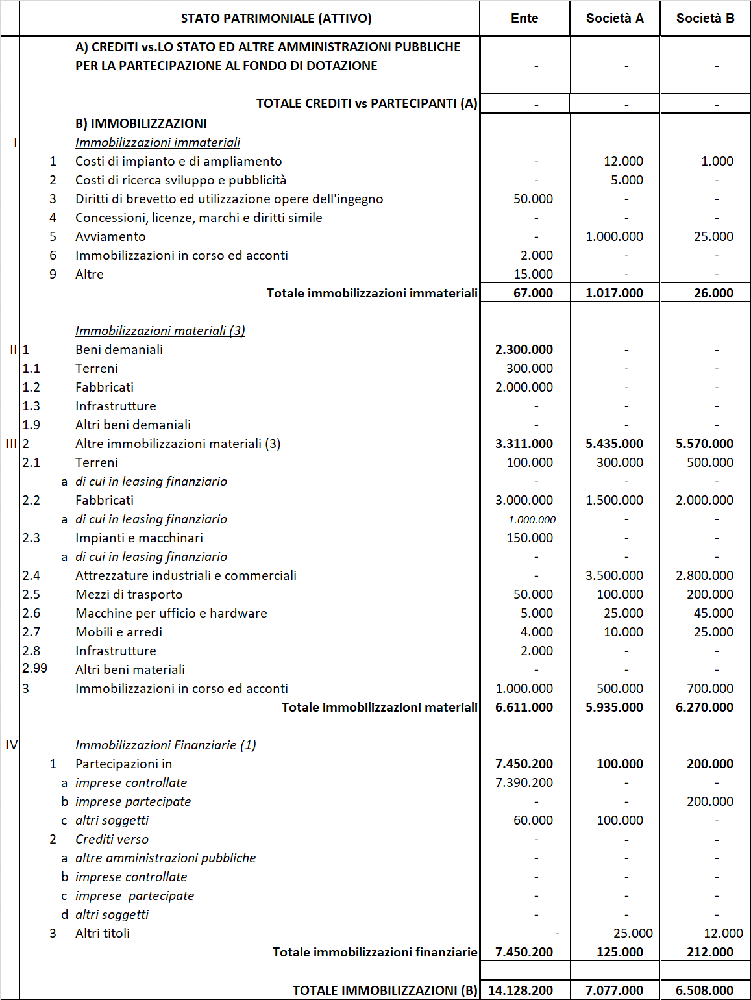 STATO PATRIMONIALE (ATTIVO) Ente Società A Società B
A) CREDITI vs.LO STATO ED ALTRE AMMINISTRAZIONI PUBBLICHE
PER LA PARTECIPAZIONE AL FONDO DI DOTAZIONE - - -
TOTALE CREDITI vs PARTECIPANTI (A) - - -
B) IMMOBILIZZAZIONI
I Immobilizzazioni immateriali
1 Costi di impianto e di ampliamento - 12.000 1.000
2 Costi di ricerca sviluppo e pubblicità - 5.000 -
3 Diritti di brevetto ed utilizzazione opere dell'ingegno 50.000 - -
4 Concessioni, licenze, marchi e diritti simile - - -
5 Avviamento - 1.000.000 25.000
6 Immobilizzazioni in corso ed acconti 2.000 - -
9 Altre 15.000 - -
Totale immobilizzazioni immateriali 67.000 1.017.000 26.000
Immobilizzazioni materiali (3)
II 1 Beni demaniali 2.300.000 - -
1.1 Terreni 300.000 - -
1.2 Fabbricati 2.000.000 - -
1.3 Infrastrutture - - -
1.9 Altri beni demaniali - - -
III 2 Altre immobilizzazioni materiali (3) 3.311.000 5.435.000 5.570.000
2.1 Terreni 100.000 300.000 500.000
a di cui in leasing finanziario - - -
2.2 Fabbricati 3.000.000 1.500.000 2.000.000
a di cui in leasing finanziario 1.000.000 - -
2.3 Impianti e macchinari 150.000 - -
a di cui in leasing finanziario - - -
2.4 Attrezzature industriali e commerciali - 3.500.000 2.800.000
2.5 Mezzi di trasporto 50.000 100.000 200.000
2.6 Macchine per ufficio e hardware 5.000 25.000 45.000
2.7 Mobili e arredi 4.000 10.000 25.000
2.8 Infrastrutture 2.000 - -
2.99 Altri beni materiali - - -
3 Immobilizzazioni in corso ed acconti 1.000.000 500.000 700.000
Totale immobilizzazioni materiali 6.611.000 5.935.000 6.270.000
IV Immobilizzazioni Finanziarie (1)
1 Partecipazioni in 7.450.200 100.000 200.000
a imprese controllate 7.390.200 - -
b imprese partecipate - - 200.000
c altri soggetti 60.000 100.000 -
2 Crediti verso - - -
a altre amministrazioni pubbliche - - -
b imprese controllate - - -
c imprese partecipate - - -
d altri soggetti - - -
3 Altri titoli - 25.000 12.000
Totale immobilizzazioni finanziarie 7.450.200 125.000 212.000
TOTALE IMMOBILIZZAZIONI (B) 14.128.200 7.077.000 6.508.000